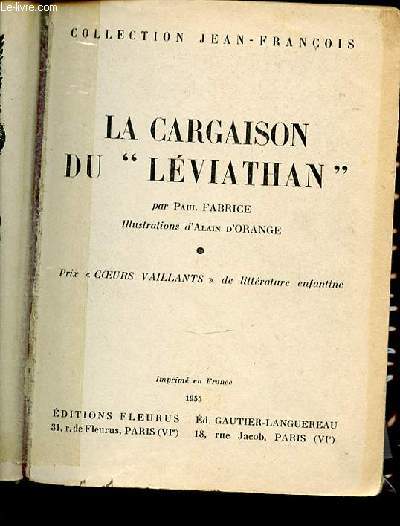 Le-livre.com
COLLECTION JEAN-FRANÇOIS
LA CARGAISON
DU “ LÉVIATHAN ”
par PAUL FABRICE
Illustrations d'ALAIN D'ORANGE
Prix « CŒURS VAILLANTS » de littérature enfantine
Imprimé en France
1955
ÉDITIONS FLEURUS Éd. GAUTIER-LANGUEREAU
31, r. de Fleurus, PARIS (VIe) 18, rue Jacob, PARIS (VIe)